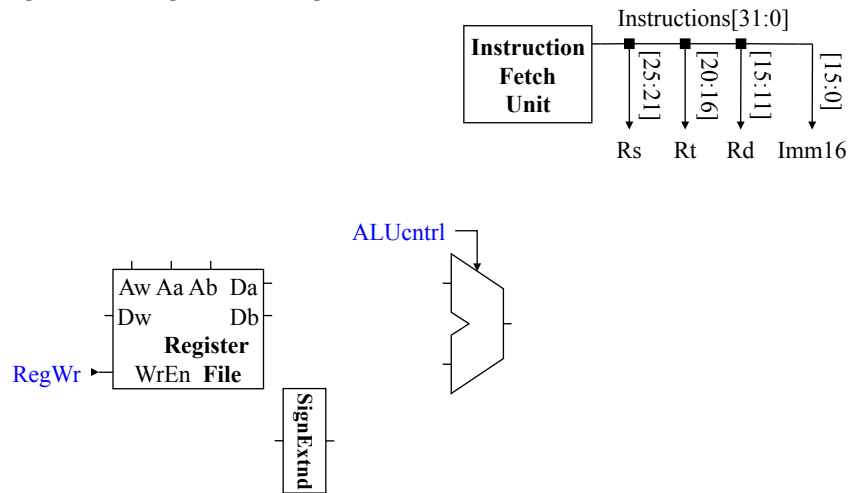 Instructions[31:0]
Instruction
Fetch
Unit
[25:21]
[20:16]
[15:11]
[15:0]
Rs
Rt
Rd
Imm16
ALUcntrl
Aw Aa Ab Da
Dw Db
Register
WrEn File
RegWr
SignExtnd